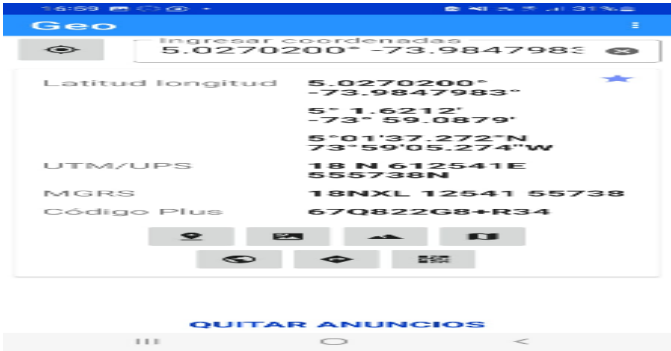 16:59 31%
Geo
Ingresar coordenadas
5.0270200° -73.9847983
Latitud longitud 5.0270200°
-73.9847983°
5° 1.6212'
-73° 59.0879'
5°01'37.272"N
73°59'05.274"W
UTM/UPS 18 N 612541E
555738N
MGRS 18NXL 12541 55738
Código Plus 67Q822G8+R34
QUITAR ANUNCIOS